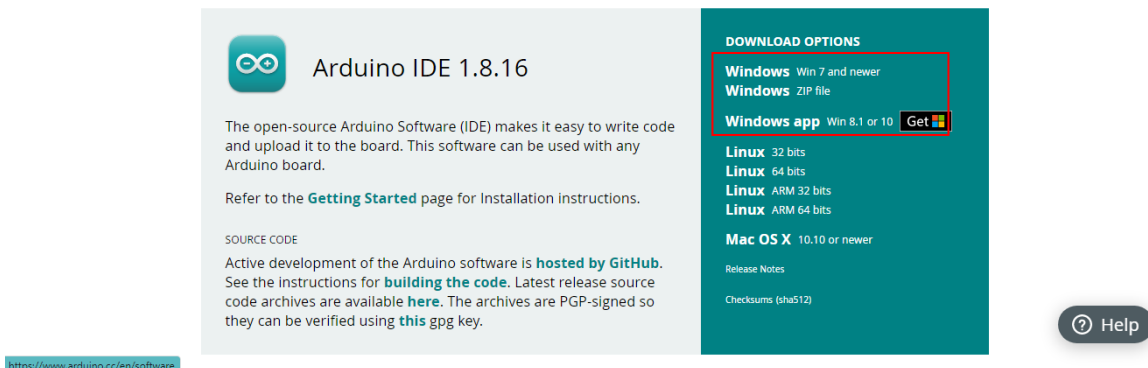 Arduino IDE 1.8.16
The open-source Arduino Software (IDE) makes it easy to write code
and upload it to the board. This software can be used with any
Arduino board.
Refer to the Getting Started page for Installation instructions.
SOURCE CODE
Active development of the Arduino software is hosted by GitHub.
See the instructions for building the code. Latest release source
code archives are available here. The archives are PGP-signed so
they can be verified using this gpg key.
DOWNLOAD OPTIONS
Windows Win 7 and newer
Windows ZIP file
Windows app Win 8.1 or 10 Get
Linux 32 bits
Linux 64 bits
Linux ARM 32 bits
Linux ARM 64 bits
Mac OS X 10.10 or newer
Release Notes
Checksums (sha512)
Help
https://www.arduino.cc/en/software